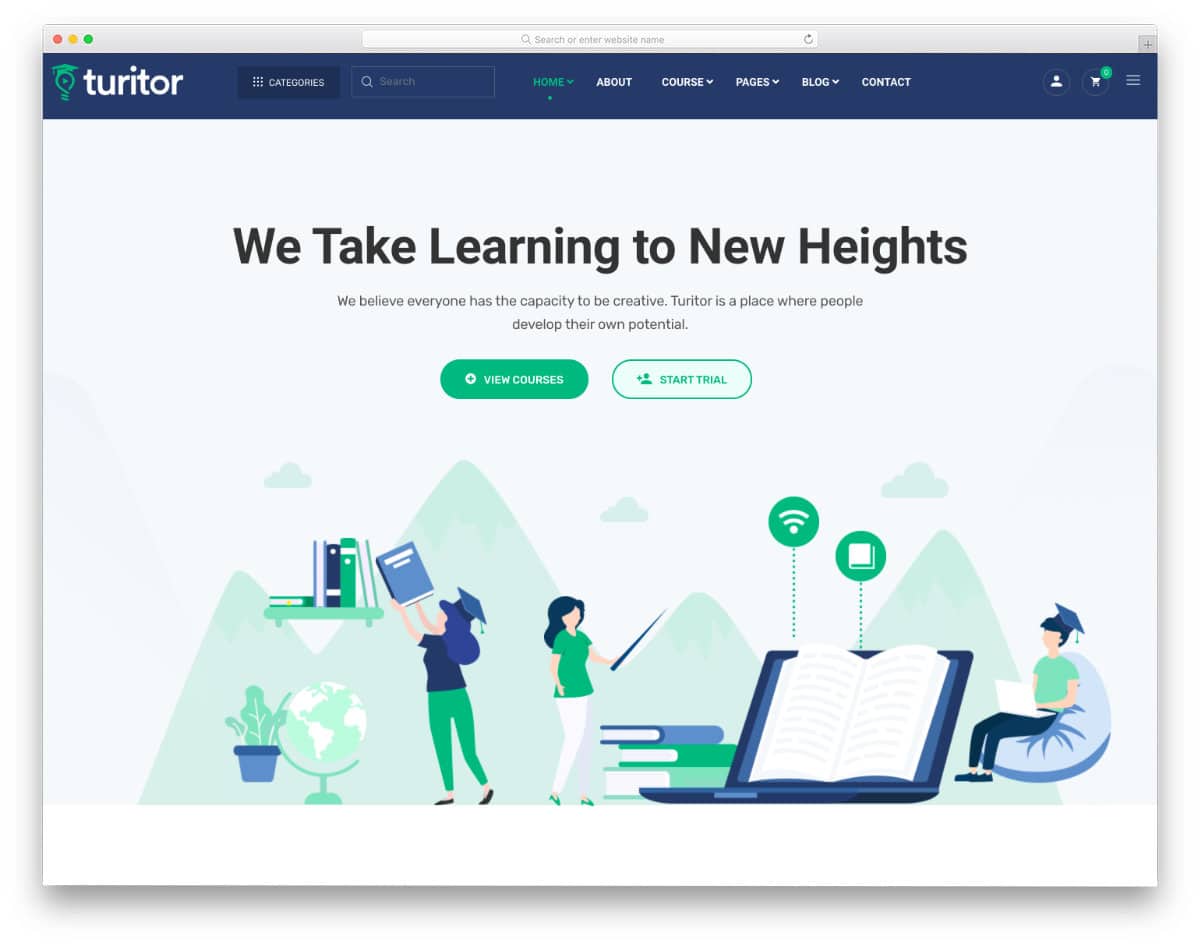 Search or enter website name
turitor
CATEGORIES
Search
HOME
ABOUT
COURSE
PAGES
BLOG
CONTACT
0
We Take Learning to New Heights
We believe everyone has the capacity to be creative. Turitor is a place where people
develop their own potential.
VIEW COURSES
START TRIAL